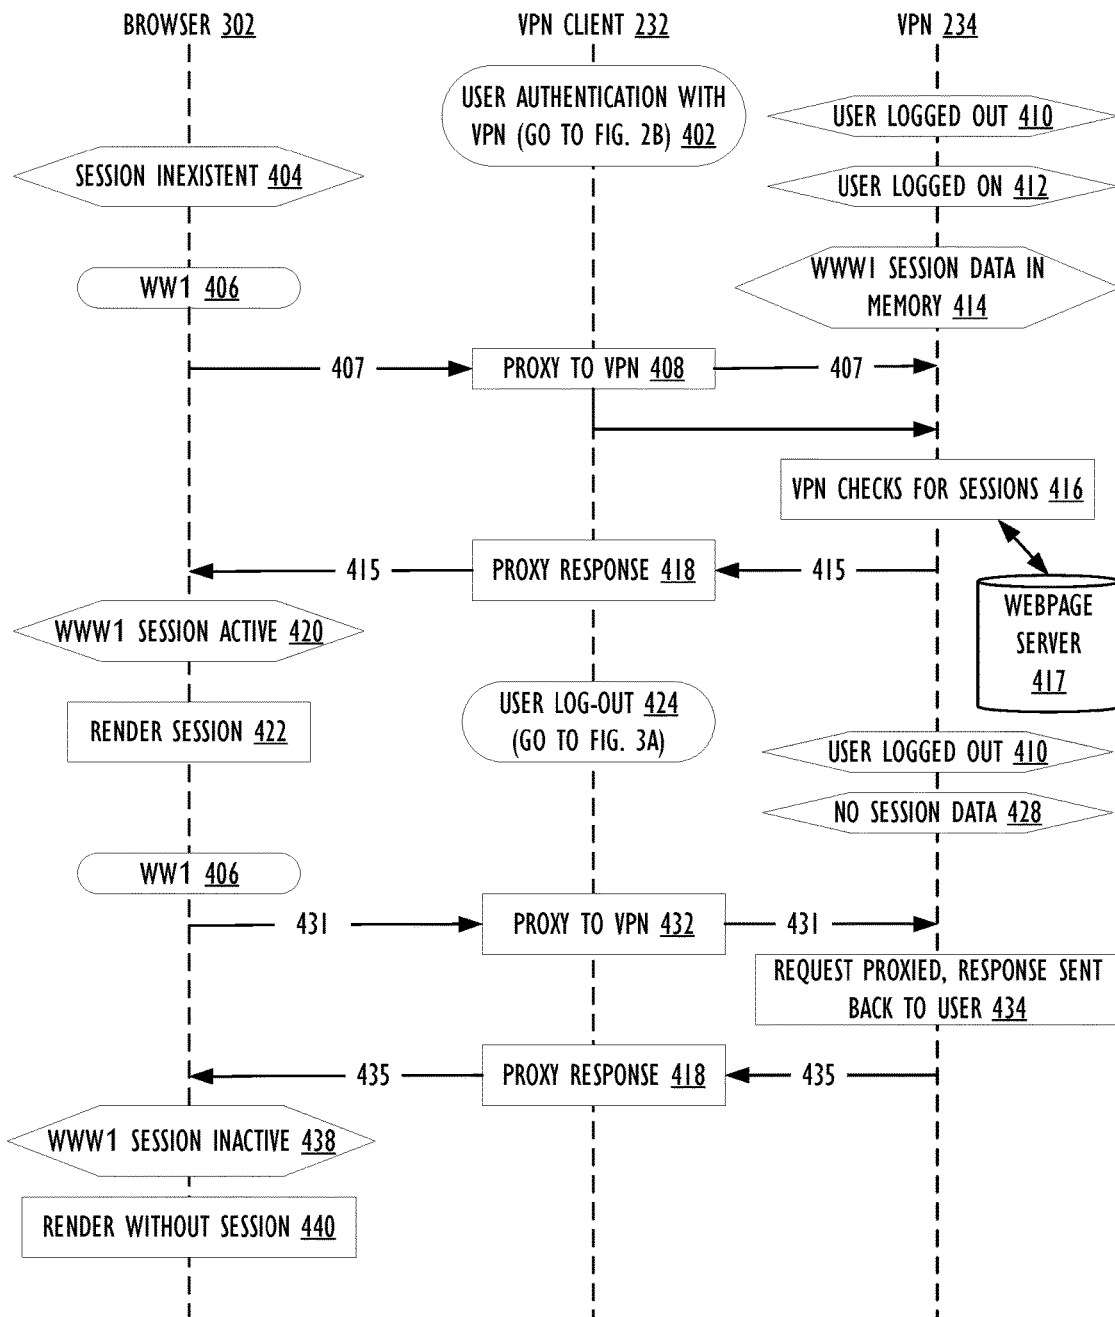 BROWSER 302
VPN CLIENT 232
VPN 234
USER AUTHENTICATION WITH
VPN (GO TO FIG. 2B) 402
USER LOGGED OUT 410
SESSION INEXISTENT 404
USER LOGGED ON 412
WW1 406
WWW1 SESSION DATA IN
MEMORY 414
407
PROXY TO VPN 408
407
VPN CHECKS FOR SESSIONS 416
415
PROXY RESPONSE 418
415
WEBPAGE
SERVER
417
WWW1 SESSION ACTIVE 420
USER LOG-OUT 424
(GO TO FIG. 3A)
RENDER SESSION 422
USER LOGGED OUT 410
NO SESSION DATA 428
WW1 406
431
PROXY TO VPN 432
431
REQUEST PROXIED, RESPONSE SENT
BACK TO USER 434
435
PROXY RESPONSE 418
435
WWW1 SESSION INACTIVE 438
RENDER WITHOUT SESSION 440